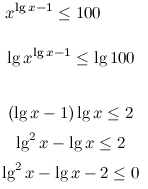 x^{lg x−1} ≤ 100
lg x^{lg x−1} ≤ lg 100
(lg x − 1) lg x ≤ 2
lg² x − lg x ≤ 2
lg² x − lg x − 2 ≤ 0